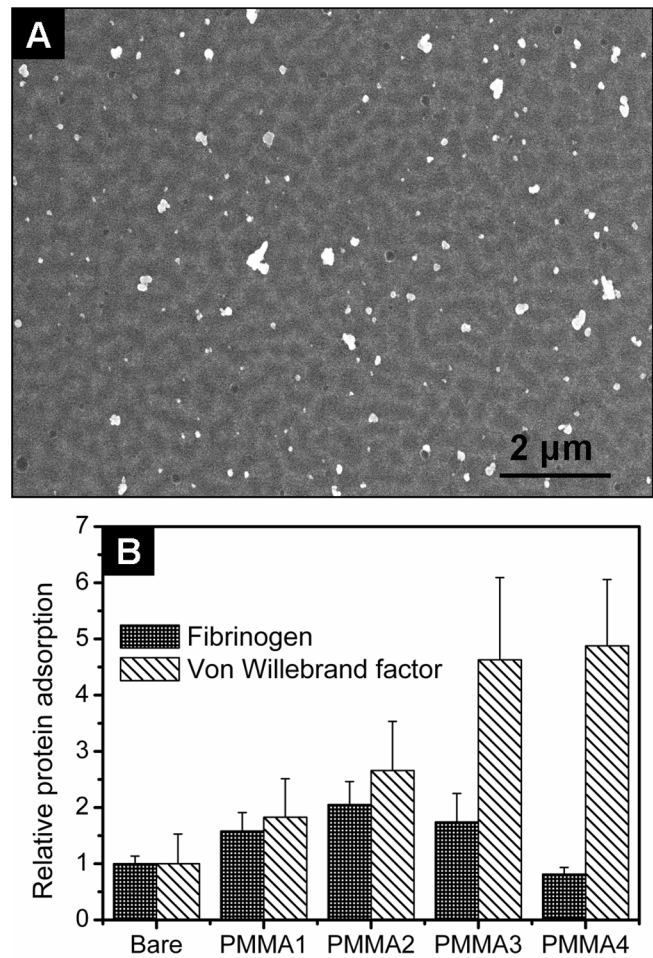 A
2 µm
B
7
6
5
4
3
2
1
0
Relative protein adsorption
Fibrinogen
Von Willebrand factor
Bare PMMA1 PMMA2 PMMA3 PMMA4